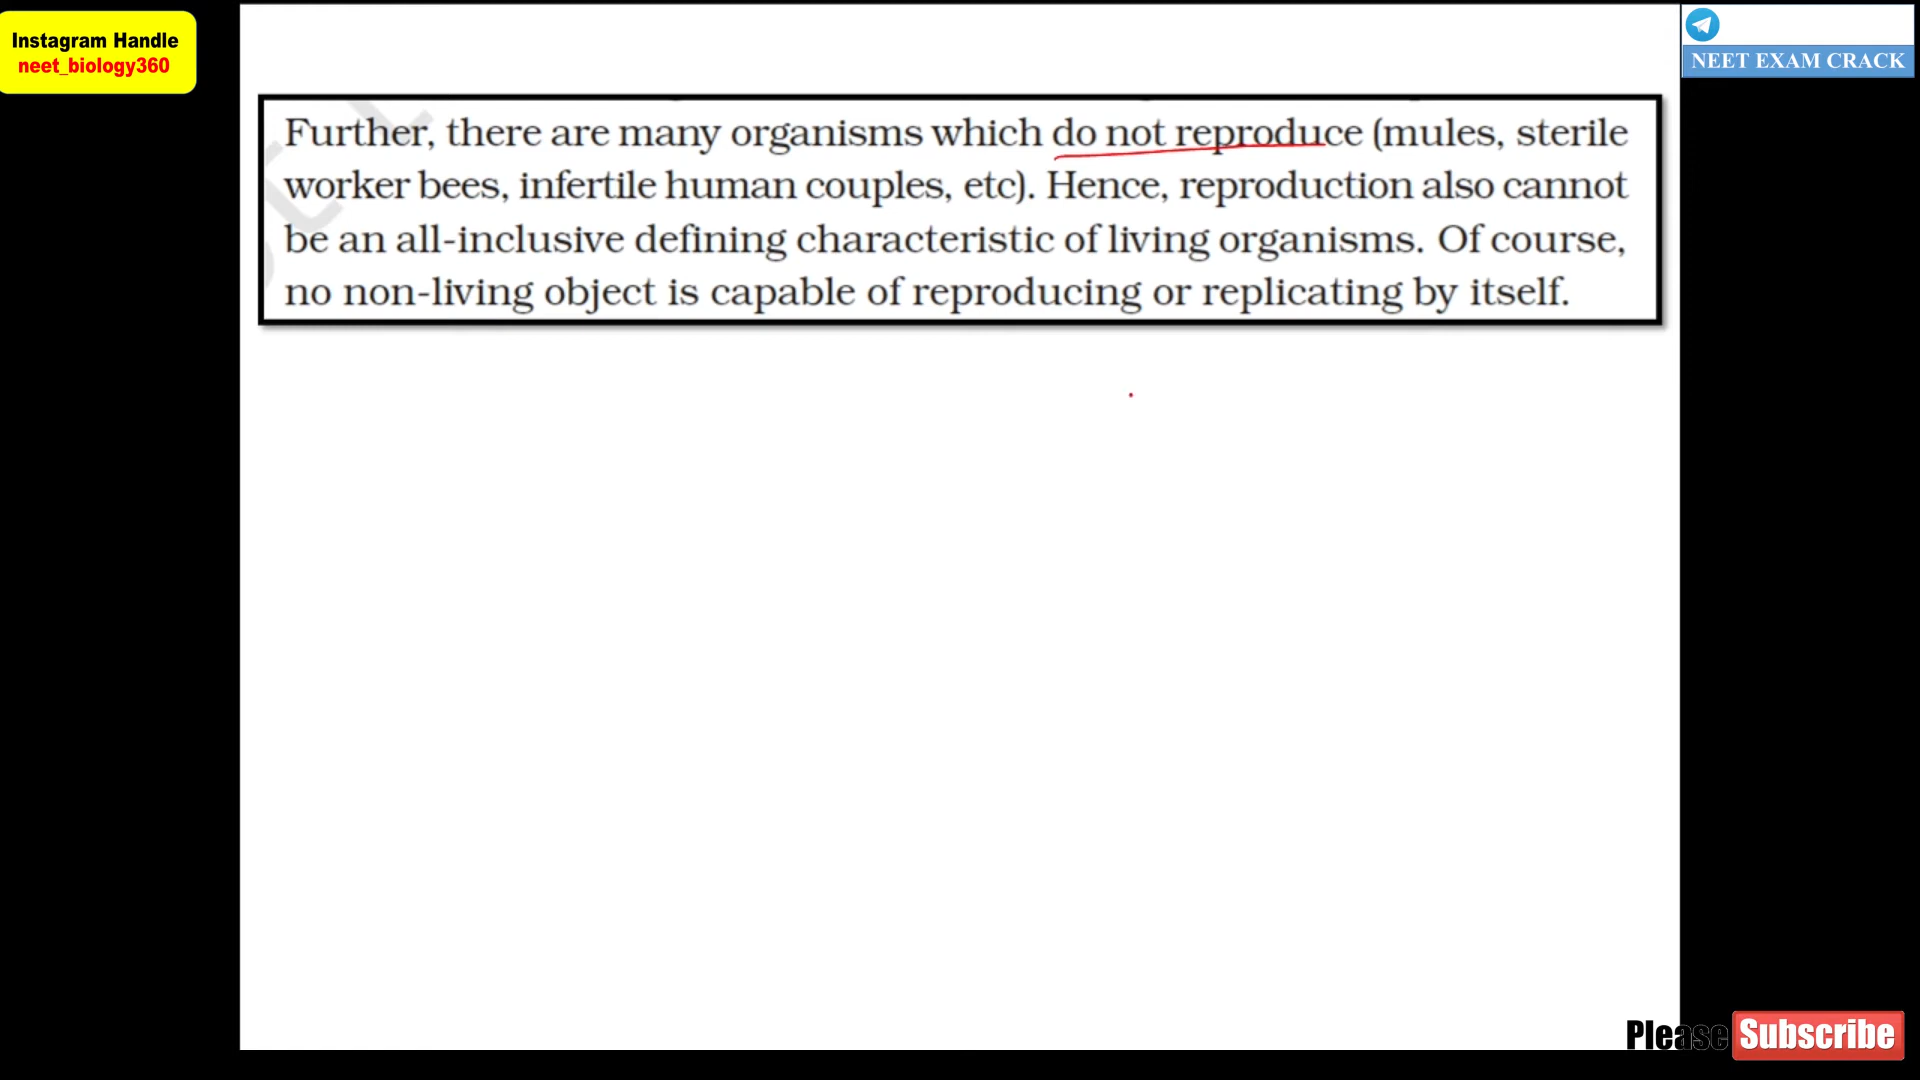 Instagram Handle
neet_biology360
NEET EXAM CRACK
Further, there are many organisms which do not reproduce (mules, sterile
worker bees, infertile human couples, etc). Hence, reproduction also cannot
be an all-inclusive defining characteristic of living organisms. Of course,
no non-living object is capable of reproducing or replicating by itself.
Please Subscribe